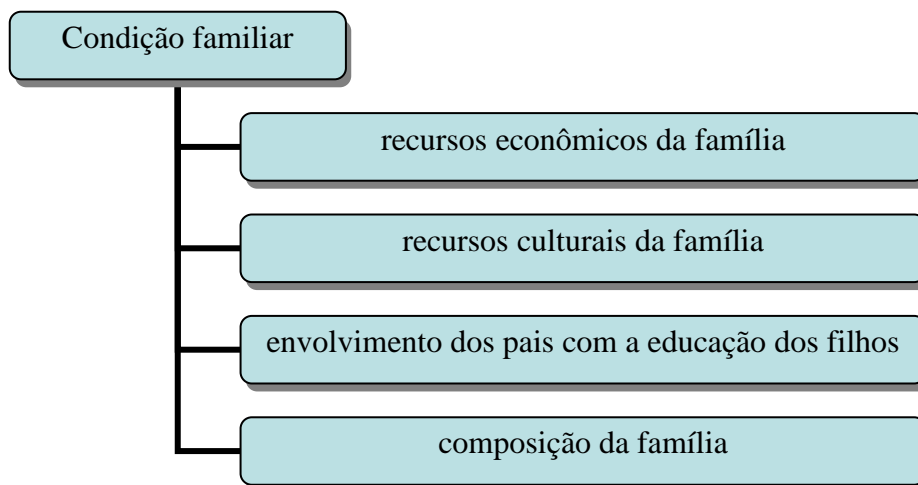 Condição familiar
recursos econômicos da família
recursos culturais da família
envolvimento dos pais com a educação dos filhos
composição da família